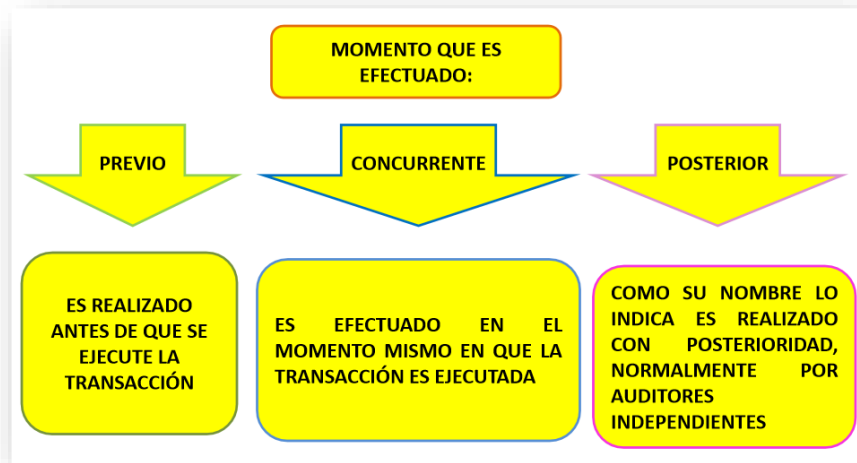 MOMENTO QUE ES
EFECTUADO:
PREVIO
CONCURRENTE
POSTERIOR
ES REALIZADO
ANTES DE QUE SE
EJECUTE LA
TRANSACCIÓN
ES EFECTUADO EN EL
MOMENTO MISMO EN QUE LA
TRANSACCIÓN ES EJECUTADA
COMO SU NOMBRE LO
INDICA ES REALIZADO
CON POSTERIORIDAD,
NORMALMENTE POR
AUDITORES
INDEPENDIENTES